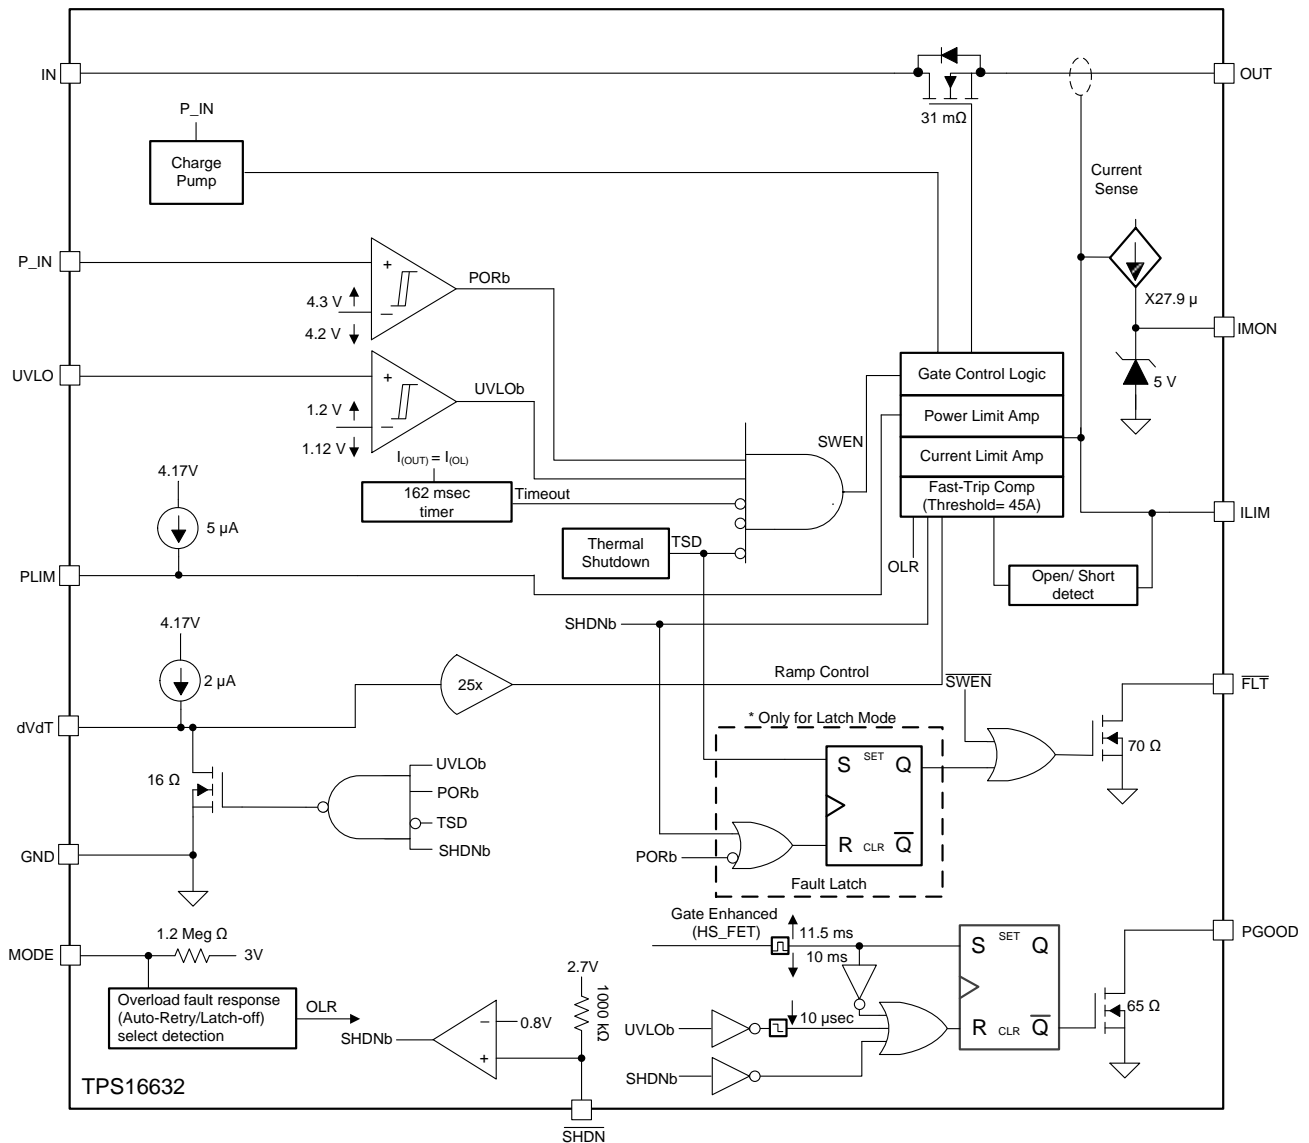 IN
OUT
P_IN
31 mΩ
Charge
Pump
Current
Sense
P_IN
+
PORb
4.3 V
−
4.2 V
X27.9 µ
IMON
UVLO
+
UVLOb
5 V
1.2 V
−
1.12 V
Gate Control Logic
Power Limit Amp
Current Limit Amp
Fast-Trip Comp
(Threshold= 45A)
SWEN
I(OUT) = I(OL)
162 msec
timer
Timeout
4.17V
5 µA
ILIM
Thermal
Shutdown
TSD
OLR
Open/ Short
detect
PLIM
SHDNb
4.17V
2 µA
25x
Ramp Control
SWEN
FLT
dVdT
* Only for Latch Mode
70 Ω
16 Ω
UVLOb
PORb
TSD
SHDNb
S SET Q
R CLR Q
PORb
Fault Latch
GND
Gate Enhanced
(HS_FET)
11.5 ms
10 ms
PGOOD
1.2 Meg Ω
MODE
3V
S SET Q
R CLR Q
2.7V
1000 kΩ
Overload fault response
(Auto-Retry/Latch-off)
select detection
OLR
SHDNb
−
0.8V
+
10 µsec
UVLOb
65 Ω
SHDNb
TPS16632
SHDN